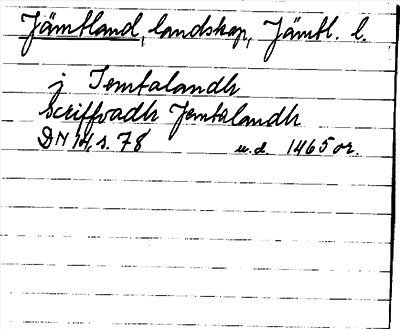 Jämtland, landskap, Jämtl. l.
j Jemtalandh
scriffvadh Jemtalandh
DN 14, s. 78 u.d. 1465 or.